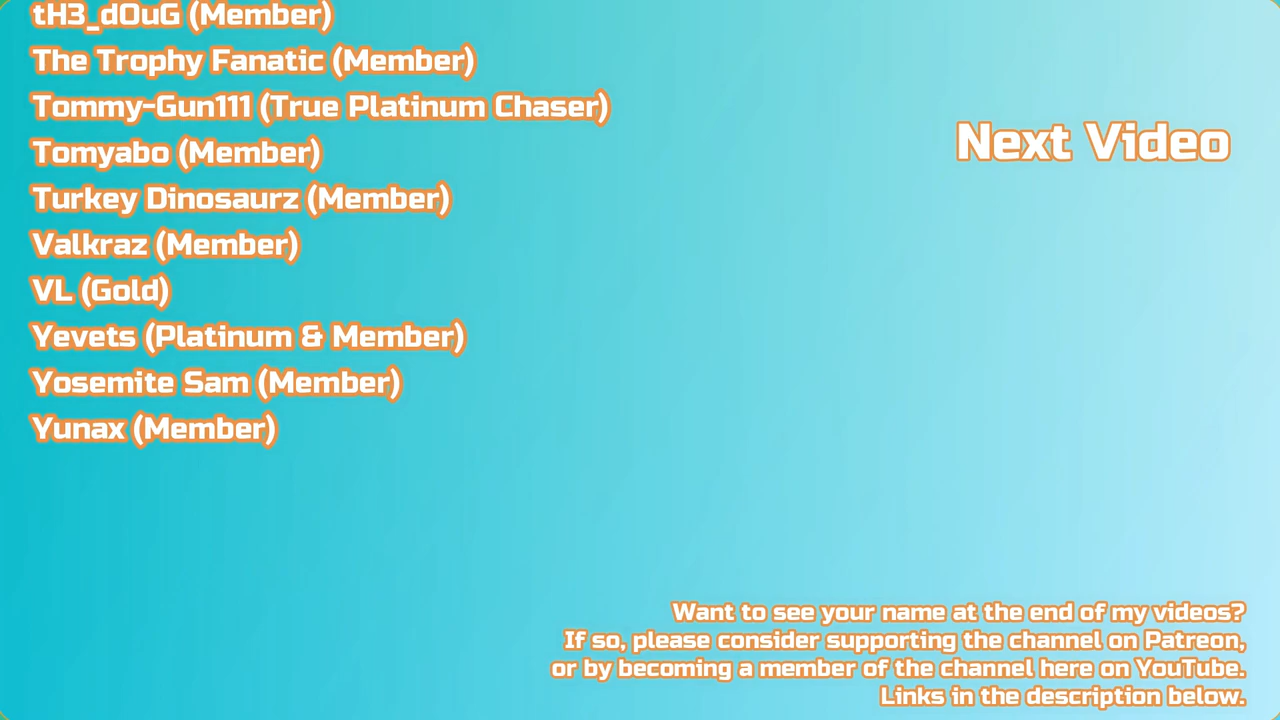 tH3_dOuG (Member)
The Trophy Fanatic (Member)
Tommy-Gun111 (True Platinum Chaser)
Tomyabo (Member)
Turkey Dinosaurz (Member)
Valkraz (Member)
VL (Gold)
Yevets (Platinum & Member)
Yosemite Sam (Member)
Yunax (Member)
Next Video
Want to see your name at the end of my videos?
If so, please consider supporting the channel on Patreon,
or by becoming a member of the channel here on YouTube.
Links in the description below.